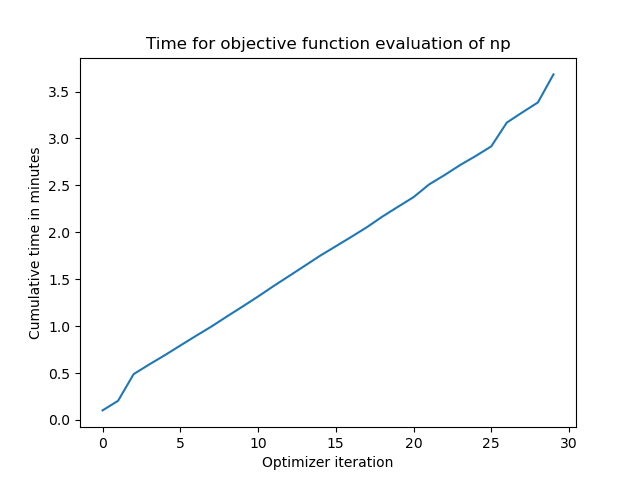 Time for objective function evaluation of np
3.5
3.0
2.5
2.0
1.5
1.0
0.5
0.0
Cumulative time in minutes
0 5 10 15 20 25 30
Optimizer iteration